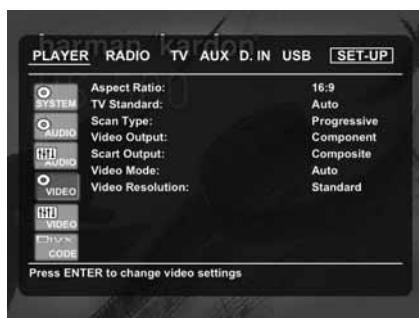 harman kardon
PLAYER RADIO TV AUX D. IN USB SET-UP
SYSTEM
AUDIO
AUDIO
VIDEO
VIDEO
DIVX
CODE
Aspect Ratio: 16:9
TV Standard: Auto
Scan Type: Progressive
Video Output: Component
Scart Output: Composite
Video Mode: Auto
Video Resolution: Standard
Press ENTER to change video settings